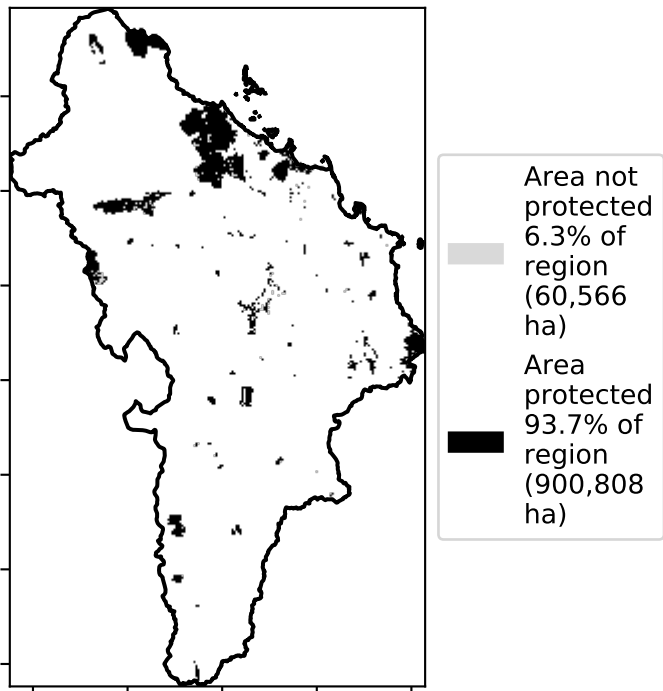 Area not
protected
6.3% of
region
(60,566
ha)
Area
protected
93.7% of
region
(900,808
ha)